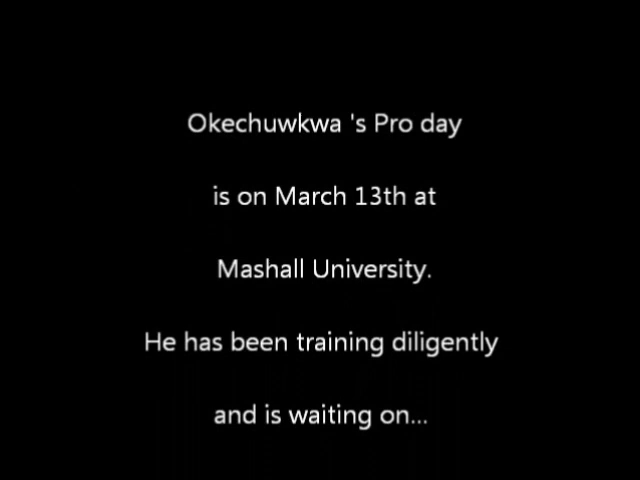 Okechuwkwa 's Pro day
is on March 13th at
Mashall University.
He has been training diligently
and is waiting on...